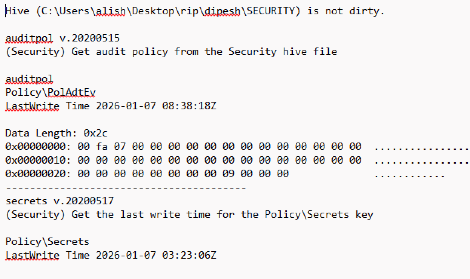 Hive (C:\Users\alish\Desktop\rip\dipesh\SECURITY) is not dirty.
auditpol v.20200515
(Security) Get audit policy from the Security hive file
auditpol
Policy\PolAdtEv
LastWrite Time 2026-01-07 08:38:18Z
Data Length: 0x2c
0x00000000: 00 fa 07 00 00 00 00 00 00 00 00 00 00 00 00 00 ................
0x00000010: 00 00 00 00 00 00 00 00 00 00 00 00 00 00 00 00 ................
0x00000020: 00 00 00 00 00 00 00 00 09 00 00 00 ............
----------------------------------------
secrets v.20200517
(Security) Get the last write time for the Policy\Secrets key
Policy\Secrets
LastWrite Time 2026-01-07 03:23:06Z